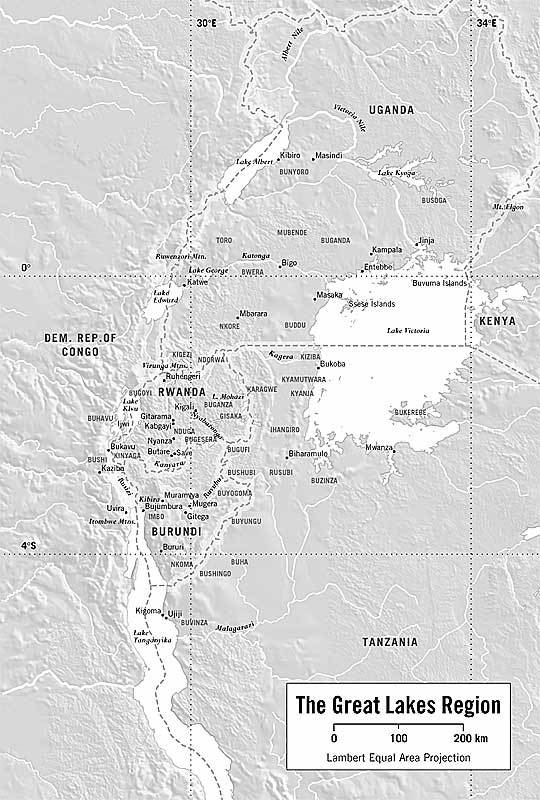 30°E
34°E
Albert Nile
Victoria Nile
UGANDA
Lake Albert
Kibiro
Masindi
BUNYORO
Lake Kyoga
BUSOGA
Mt. Elgon
MUBENDE
TORO
BUGANDA
Jinja
Kampala
Ruwenzori Mtn.
Katonga
Bigo
Entebbe
0°
Lake George
BWERA
Katwe
Buvuma Islands
Lake
Edward
Masaka
Ssese Islands
Mbarara
NKORE
BUDDU
Lake Victoria
KENYA
DEM. REP.OF
CONGO
KIGEZI
NDORWA
Kagera
KIZIBA
Virunga Mtns.
Bukoba
Ruhengeri
KYAMUTWARA
BUGOYI
RWANDA
L. Mohazi
KARAGWE
KYANJA
Lake
Kivu
Kigali
BUGANZA
BUHAVU
Ijwi
Gitarama
GISAKA
BUKEREBE
Kabgayi
NDUGA
Nyabarongo
IHANGIRO
Nyanza
BUGESERA
Bukavu
Butare
Save
BUGUFI
Mwanza
BUSHI
KINYAGA
Kanyaru
Biharamulo
Kaziba
BUSHUBI
RUSUBI
BUZINZA
Rusizi
Ruvubu
Kibira
Muramvya
BUYOGOMA
Uvira
Bujumbura
Mugera
IMBO
Gitega
Itombwe Mtns.
BUYUNGU
BURUNDI
4°S
Bururi
NKOMA
BUHA
BUSHINGO
Kigoma
Ujiji
BUVINZA
Malagarazi
Lake
Tanganyika
TANZANIA
The Great Lakes Region
0 100 200 km
Lambert Equal Area Projection